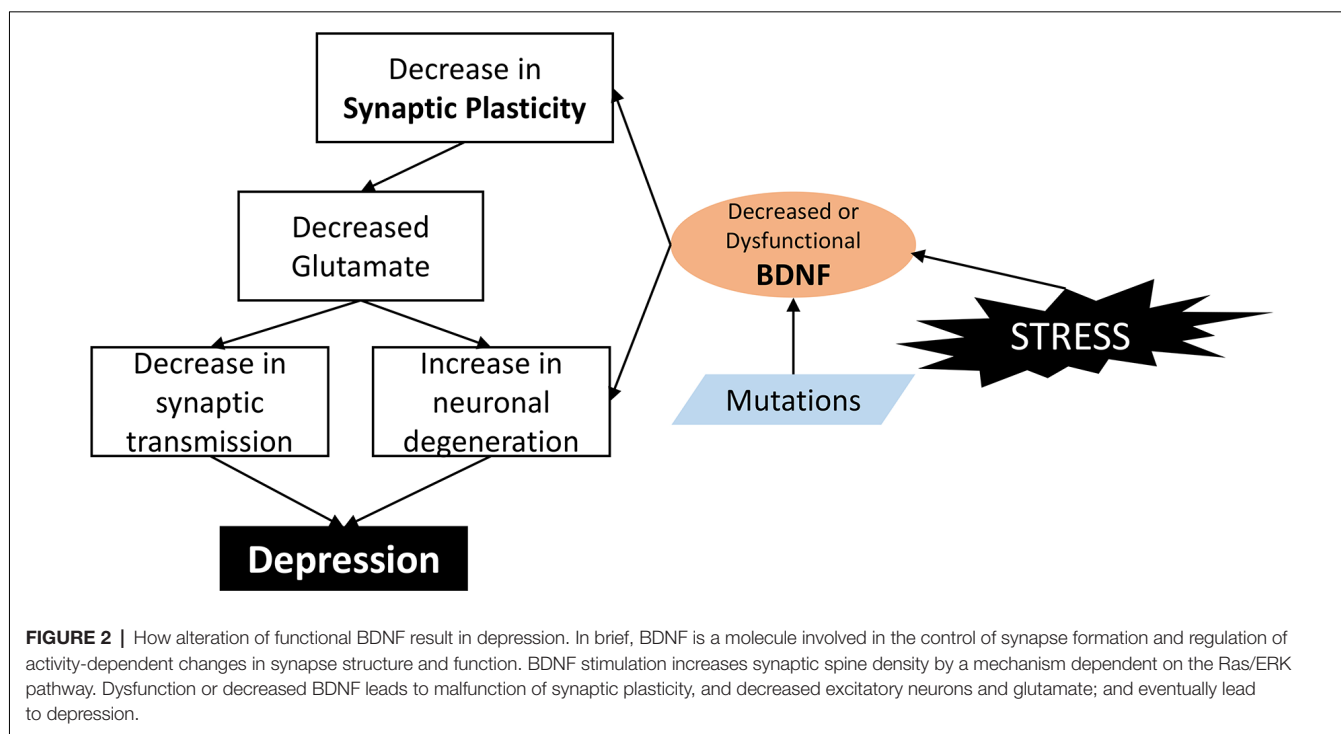 Decrease in
Synaptic Plasticity
Decreased
Glutamate
Decreased or
Dysfunctional
BDNF
STRESS
Decrease in
synaptic
transmission
Increase in
neuronal
degeneration
Mutations
Depression
FIGURE 2 | How alteration of functional BDNF result in depression. In brief, BDNF is a molecule involved in the control of synapse formation and regulation of
activity-dependent changes in synapse structure and function. BDNF stimulation increases synaptic spine density by a mechanism dependent on the Ras/ERK
pathway. Dysfunction or decreased BDNF leads to malfunction of synaptic plasticity, and decreased excitatory neurons and glutamate; and eventually lead
to depression.